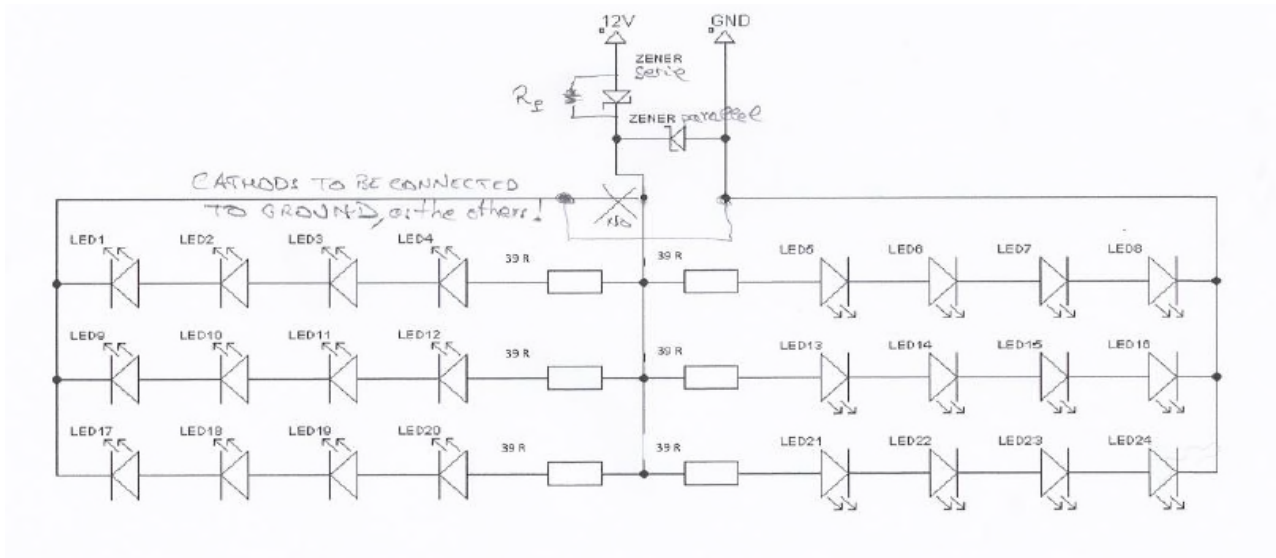 12V GND
ZENER
serie
ZENER parallel
CATHODS TO BE CONNECTED
TO GROUND, as the others!
LED1 LED2 LED3 LED4 39 R 39 R LED5 LED6 LED7 LED8
LED9 LED10 LED11 LED12 39 R 39 R LED13 LED14 LED15 LED16
LED17 LED18 LED19 LED20 39 R 39 R LED21 LED22 LED23 LED24